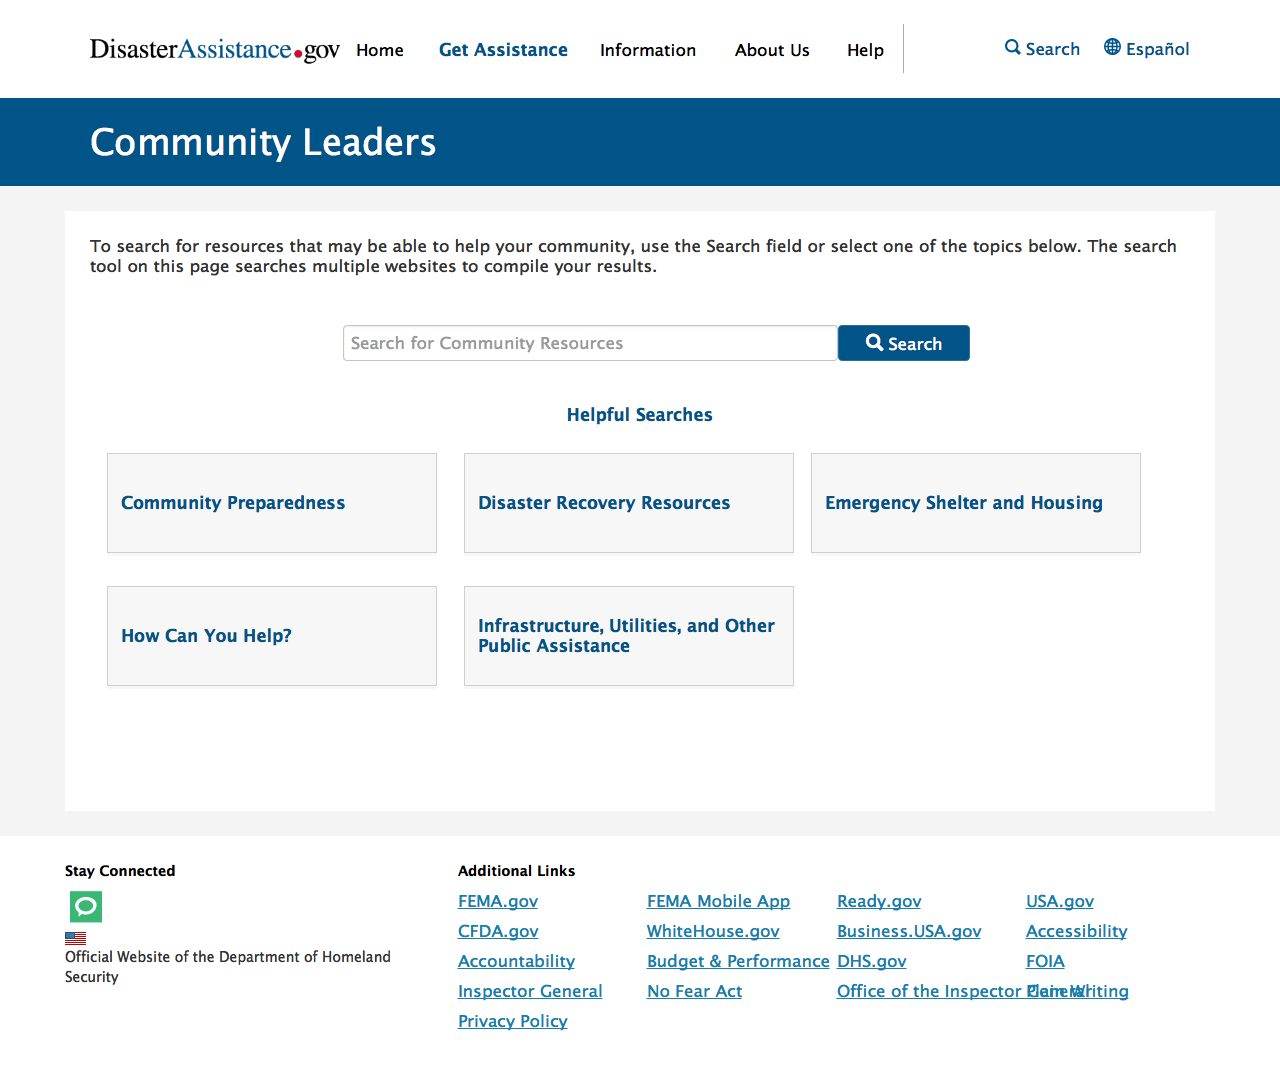 DisasterAssistance.gov
Home
Get Assistance
Information
About Us
Help
Search
Español
Community Leaders
To search for resources that may be able to help your community, use the Search field or select one of the topics below. The search
tool on this page searches multiple websites to compile your results.
Search for Community Resources
Search
Helpful Searches
Community Preparedness
Disaster Recovery Resources
Emergency Shelter and Housing
How Can You Help?
Infrastructure, Utilities, and Other
Public Assistance
Stay Connected
Official Website of the Department of Homeland
Security
Additional Links
FEMA.gov
FEMA Mobile App
Ready.gov
USA.gov
CFDA.gov
WhiteHouse.gov
Business.USA.gov
Accessibility
Accountability
Budget & Performance
DHS.gov
FOIA
Inspector General
No Fear Act
Office of the Inspector General
Plain Writing
Privacy Policy